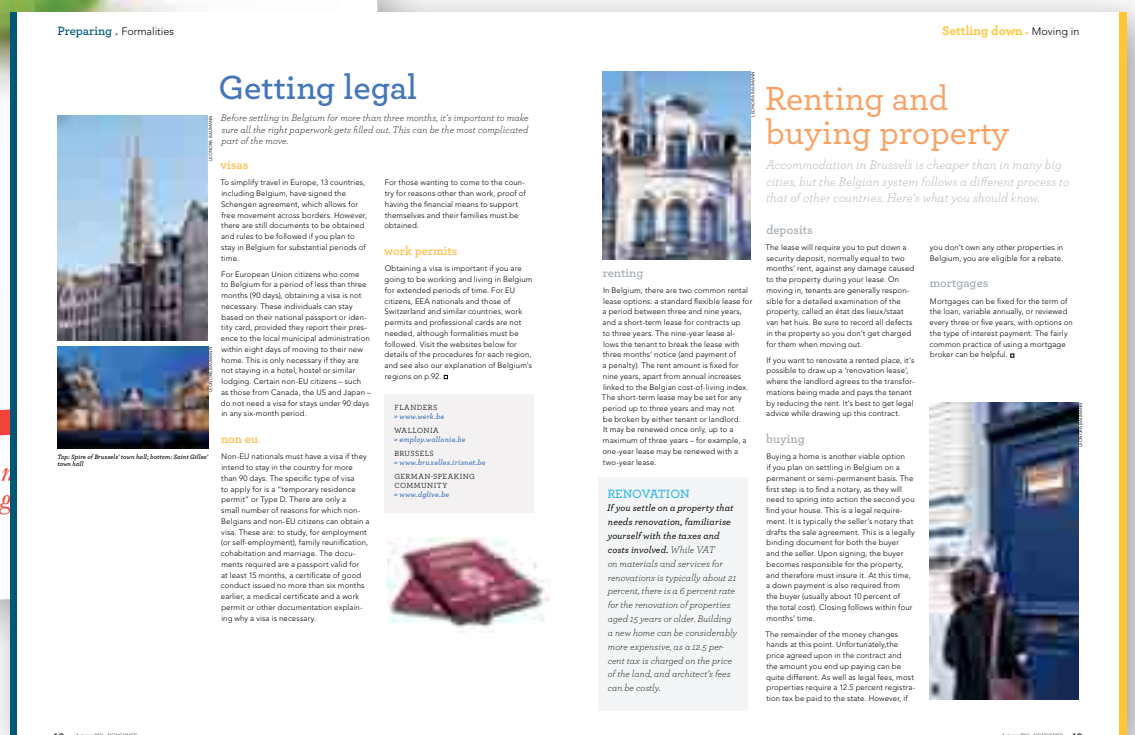 Preparing . Formalities
Getting legal
Before settling in Belgium for more than three months, it's important to make
sure all the right paperwork gets filled out. This can be the most complicated
part of the move.
LEONORA BAUMANN
LEONORA BAUMANN
Top: Spire of Brussels' town hall; bottom: Saint Gilles'
town hall
visas
To simplify travel in Europe, 13 countries,
including Belgium, have signed the
Schengen agreement, which allows for
free movement across borders. However,
there are still documents to be obtained
and rules to be followed if you plan to
stay in Belgium for substantial periods of
time.
For European Union citizens who come
to Belgium for a period of less than three
months (90 days), obtaining a visa is not
necessary. These individuals can stay
based on their national passport or iden-
tity card, provided they report their pres-
ence to the local municipal administration
within eight days of moving to their new
home. This is only necessary if they are
not staying in a hotel, hostel or similar
lodging. Certain non-EU citizens – such
as those from Canada, the US and Japan –
do not need a visa for stays under 90 days
in any six-month period.
non eu
Non-EU nationals must have a visa if they
intend to stay in the country for more
than 90 days. The specific type of visa
to apply for is a "temporary residence
permit" or Type D. There are only a
small number of reasons for which non-
Belgians and non-EU citizens can obtain a
visa. These are: to study, for employment
(or self-employment), family reunification,
cohabitation and marriage. The docu-
ments required are a passport valid for
at least 15 months, a certificate of good
conduct issued no more than six months
earlier, a medical certificate and a work
permit or other documentation explain-
ing why a visa is necessary.
For those wanting to come to the coun-
try for reasons other than work, proof of
having the financial means to support
themselves and their families must be
obtained.
work permits
Obtaining a visa is important if you are
going to be working and living in Belgium
for extended periods of time. For EU
citizens, EEA nationals and those of
Switzerland and similar countries, work
permits and professional cards are not
needed, although formalities must be
followed. Visit the websites below for
details of the procedures for each region,
and see also our explanation of Belgium's
regions on p.92.
FLANDERS
» www.werk.be
WALLONIA
» employ.wallonie.be
BRUSSELS
» www.bruxelles.irisnet.be
GERMAN-SPEAKING
COMMUNITY
» www.dglive.be
Settling down - Moving in
LEONORA BAUMANN
Renting and
buying property
Accommodation in Brussels is cheaper than in many big
cities, but the Belgian system follows a different process to
that of other countries. Here's what you should know.
renting
In Belgium, there are two common rental
lease options: a standard flexible lease for
a period between three and nine years,
and a short-term lease for contracts up
to three years. The nine-year lease al-
lows the tenant to break the lease with
three months' notice (and payment of
a penalty). The rent amount is fixed for
nine years, apart from annual increases
linked to the Belgian cost-of-living index.
The short-term lease may be set for any
period up to three years and may not
be broken by either tenant or landlord.
It may be renewed once only, up to a
maximum of three years – for example, a
one-year lease may be renewed with a
two-year lease.
RENOVATION
If you settle on a property that
needs renovation, familiarise
yourself with the taxes and
costs involved. While VAT
on materials and services for
renovations is typically about 21
percent, there is a 6 percent rate
for the renovation of properties
aged 15 years or older. Building
a new home can be considerably
more expensive, as a 12.5 per-
cent tax is charged on the price
of the land, and architect's fees
can be costly.
deposits
The lease will require you to put down a
security deposit, normally equal to two
months' rent, against any damage caused
to the property during your lease. On
moving in, tenants are generally respon-
sible for a detailed examination of the
property, called an état des lieux/staat
van het huis. Be sure to record all defects
in the property so you don't get charged
for them when moving out.
If you want to renovate a rented place, it's
possible to draw up a 'renovation lease',
where the landlord agrees to the transfor-
mations being made and pays the tenant
by reducing the rent. It's best to get legal
advice while drawing up this contract.
buying
Buying a home is another viable option
if you plan on settling in Belgium on a
permanent or semi-permanent basis. The
first step is to find a notary, as they will
need to spring into action the second you
find your house. This is a legal require-
ment. It is typically the seller's notary that
drafts the sale agreement. This is a legally
binding document for both the buyer
and the seller. Upon signing, the buyer
becomes responsible for the property,
and therefore must insure it. At this time,
a down payment is also required from
the buyer (usually about 10 percent of
the total cost). Closing follows within four
months' time.
The remainder of the money changes
hands at this point. Unfortunately,the
price agreed upon in the contract and
the amount you end up paying can be
quite different. As well as legal fees, most
properties require a 12.5 percent registra-
tion tax be paid to the state. However, if
you don't own any other properties in
Belgium, you are eligible for a rebate.
mortgages
Mortgages can be fixed for the term of
the loan, variable annually, or reviewed
every three or five years, with options on
the type of interest payment. The fairly
common practice of using a mortgage
broker can be helpful.
LEONORA BAUMANN